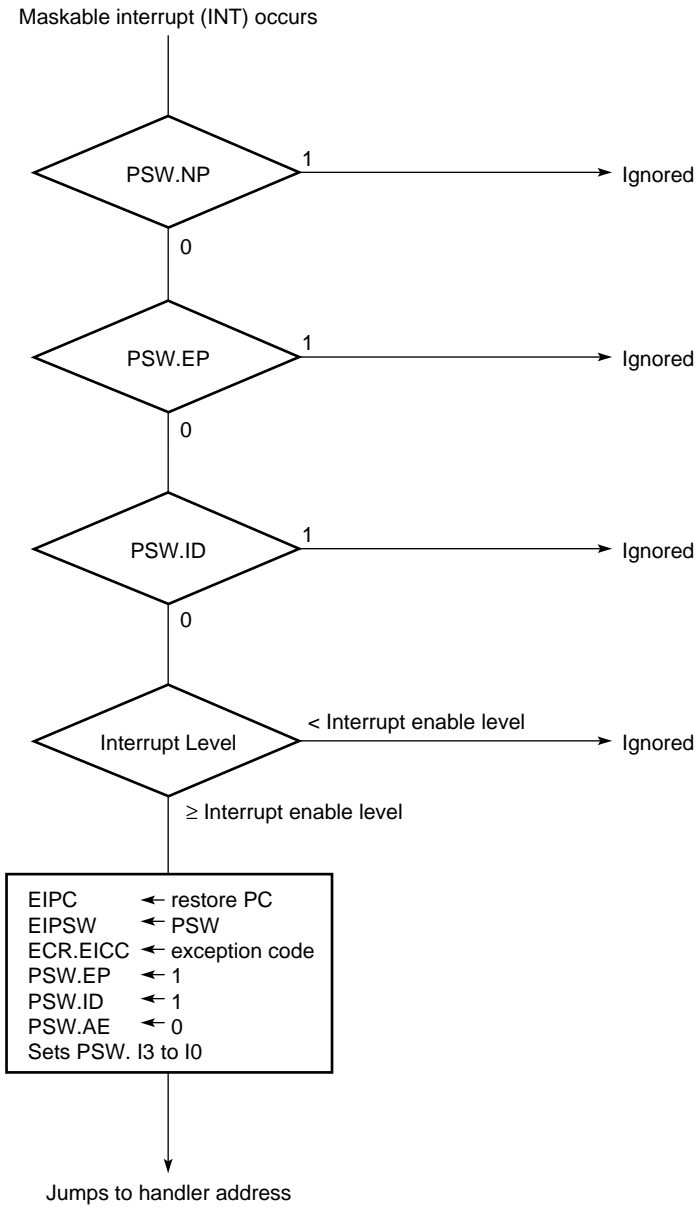 Maskable interrupt (INT) occurs
PSW.NP
1
Ignored
0
PSW.EP
1
Ignored
0
PSW.ID
1
Ignored
0
Interrupt Level
< Interrupt enable level
Ignored
≥ Interrupt enable level
EIPC ← restore PC
EIPSW ← PSW
ECR.EICC ← exception code
PSW.EP ← 1
PSW.ID ← 1
PSW.AE ← 0
Sets PSW. I3 to I0
Jumps to handler address